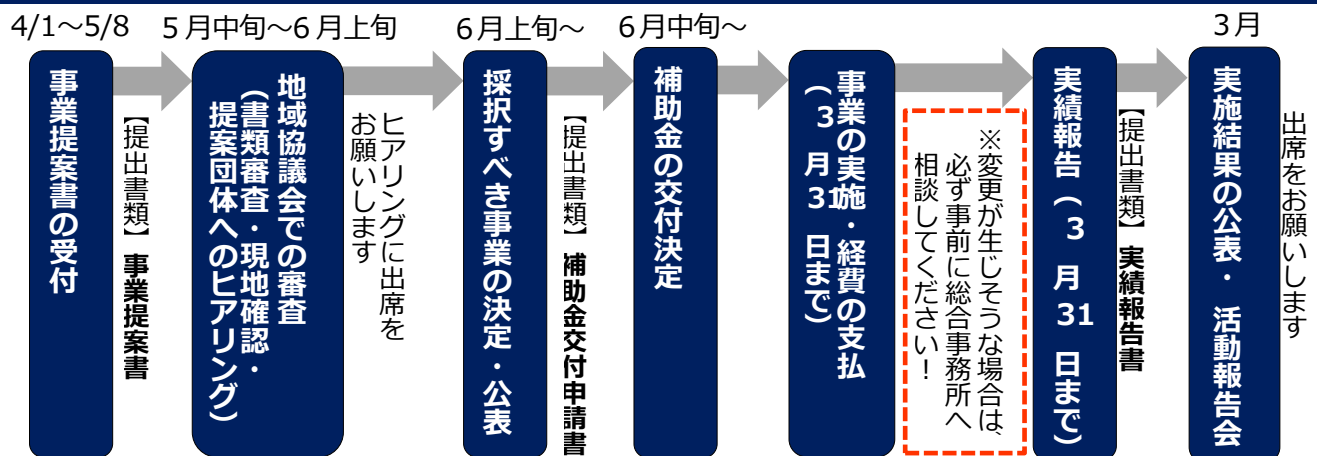 4/1～5/8
５月中旬～６月上旬
６月上旬～
６月中旬～
３月
事業提案書の受付
【提出書類】 事業提案書
地域協議会での審査
（書類審査・現地確認・
提案団体へのヒアリング）
ヒアリングに出席を
お願いします
採択すべき事業の決定・公表
【提出書類】 補助金交付申請書
補助金の交付決定
事業の実施・経費の支払
（３月31日まで）
※変更が生じそうな場合は、
必ず事前に総合事務所へ
相談してください！
実績報告（３月31日まで）
【提出書類】 実績報告書
実施結果の公表・ 活動報告会
出席をお願いします